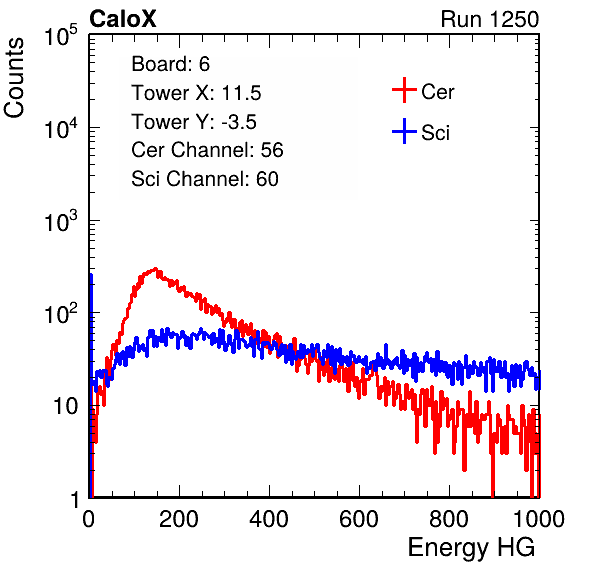 CaloX Run 1250
Counts
10^5
10^4
10^3
10^2
10
1
Board: 6
Tower X: 11.5
Tower Y: -3.5
Cer Channel: 56
Sci Channel: 60
Cer
Sci
0 200 400 600 800 1000
Energy HG